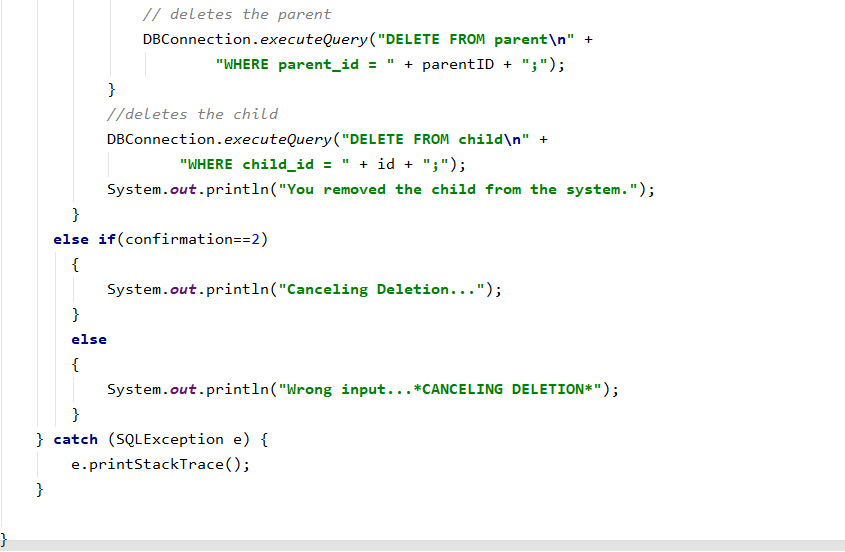 // deletes the parent
DBConnection.executeQuery("DELETE FROM parent\n" +
"WHERE parent_id = " + parentID + ";");
}
//deletes the child
DBConnection.executeQuery("DELETE FROM child\n" +
"WHERE child_id = " + id + ";");
System.out.println("You removed the child from the system.");
}
else if(confirmation==2)
{
System.out.println("Canceling Deletion...");
}
else
{
System.out.println("Wrong input...*CANCELING DELETION*");
}
} catch (SQLException e) {
e.printStackTrace();
}
}